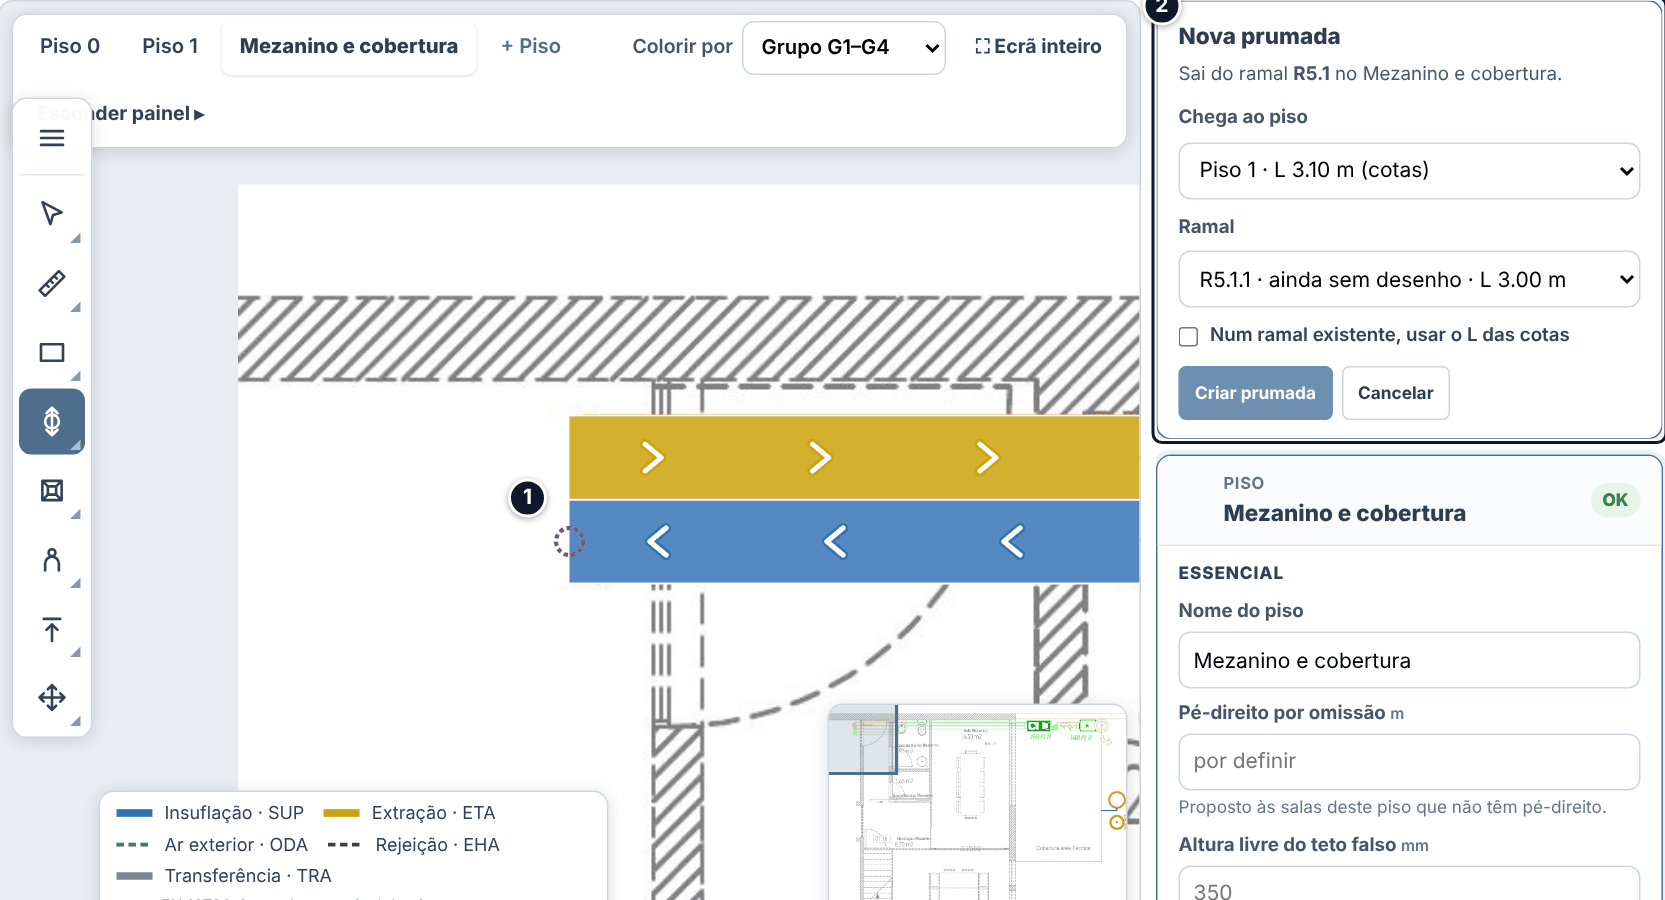 Piso 0
Piso 1
Mezanino e cobertura
+ Piso
Colorir por
Grupo G1–G4
Ecrã inteiro
Esconder painel ▸
1
Insuflação · SUP
Extração · ETA
Ar exterior · ODA
Rejeição · EHA
Transferência · TRA
2
Nova prumada
Sai do ramal R5.1 no Mezanino e cobertura.
Chega ao piso
Piso 1 · L 3.10 m (cotas)
Ramal
R5.1.1 · ainda sem desenho · L 3.00 m
Num ramal existente, usar o L das cotas
Criar prumada
Cancelar
PISO
Mezanino e cobertura
OK
ESSENCIAL
Nome do piso
Mezanino e cobertura
Pé-direito por omissão m
por definir
Proposto às salas deste piso que não têm pé-direito.
Altura livre do teto falso mm
350